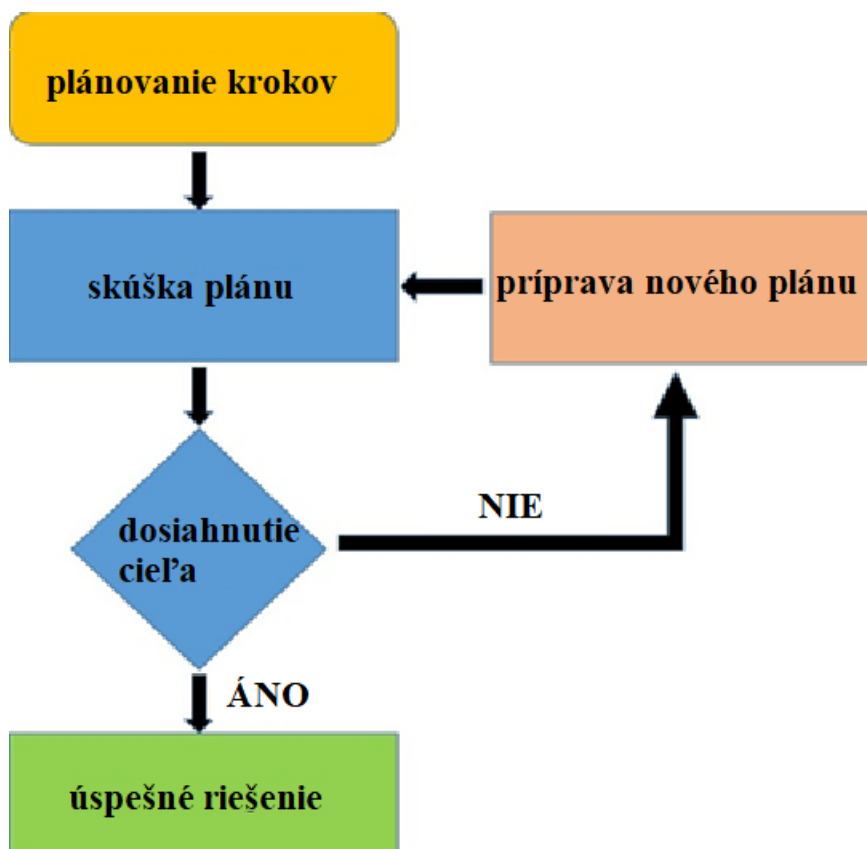 plánovanie krokov
skúška plánu
príprava nového plánu
NIE
dosiahnutie
cieľa
ÁNO
úspešné riešenie